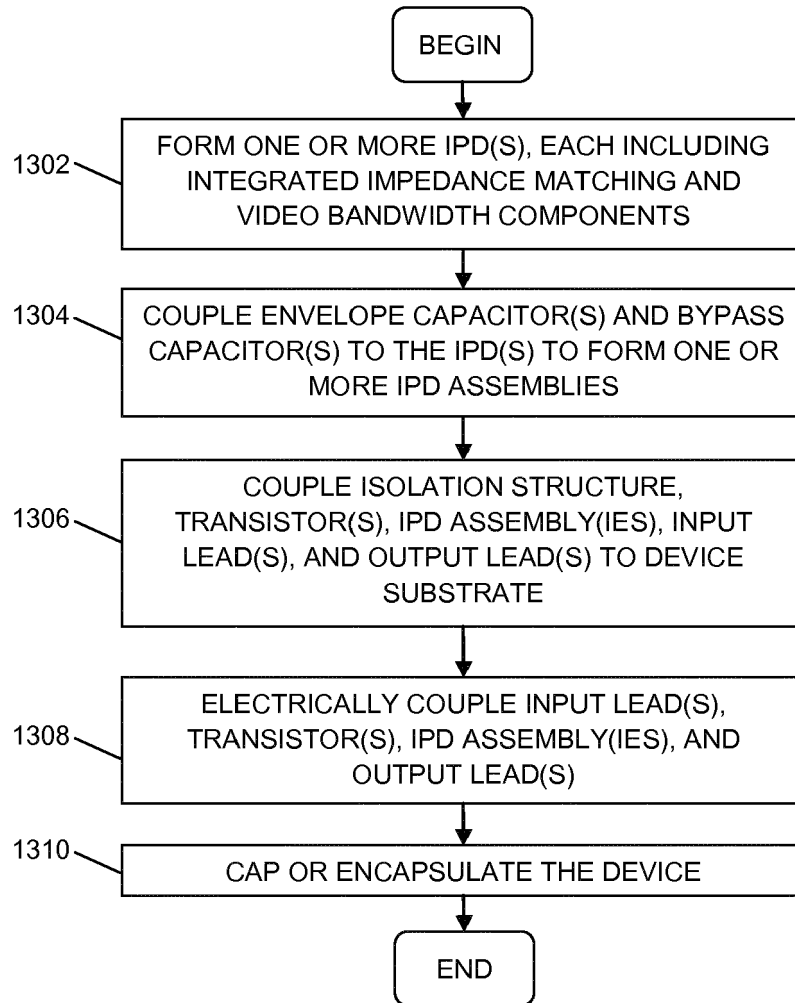 BEGIN
1302
FORM ONE OR MORE IPD(S), EACH INCLUDING
INTEGRATED IMPEDANCE MATCHING AND
VIDEO BANDWIDTH COMPONENTS
1304
COUPLE ENVELOPE CAPACITOR(S) AND BYPASS
CAPACITOR(S) TO THE IPD(S) TO FORM ONE OR
MORE IPD ASSEMBLIES
1306
COUPLE ISOLATION STRUCTURE,
TRANSISTOR(S), IPD ASSEMBLY(IES), INPUT
LEAD(S), AND OUTPUT LEAD(S) TO DEVICE
SUBSTRATE
1308
ELECTRICALLY COUPLE INPUT LEAD(S),
TRANSISTOR(S), IPD ASSEMBLY(IES), AND
OUTPUT LEAD(S)
1310
CAP OR ENCAPSULATE THE DEVICE
END